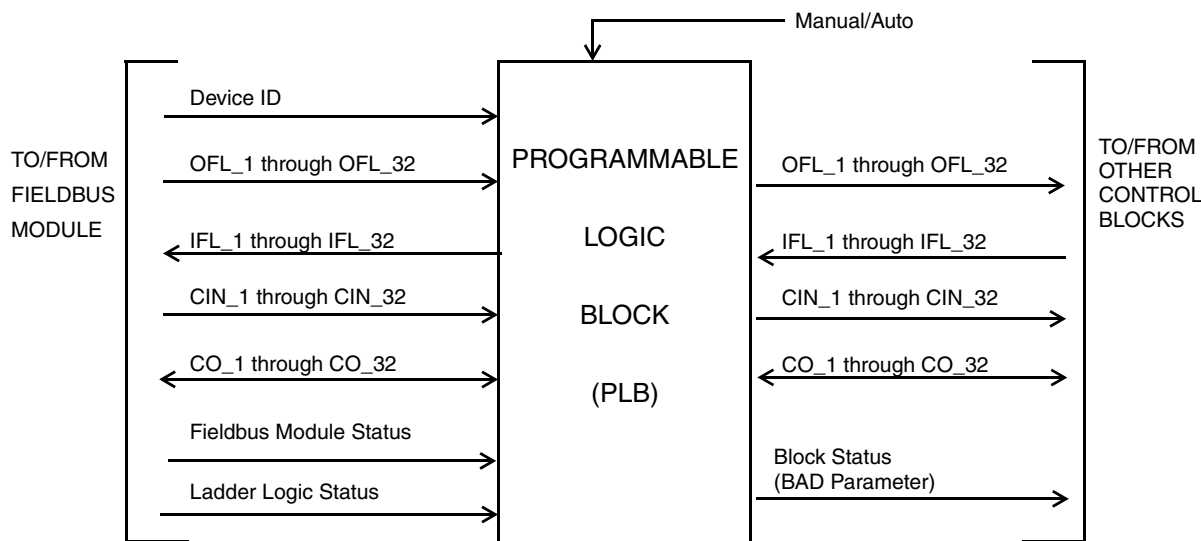 Manual/Auto
TO/FROM
FIELDBUS
MODULE
Device ID
OFL_1 through OFL_32
IFL_1 through IFL_32
CIN_1 through CIN_32
CO_1 through CO_32
Fieldbus Module Status
Ladder Logic Status
PROGRAMMABLE
LOGIC
BLOCK
(PLB)
OFL_1 through OFL_32
IFL_1 through IFL_32
CIN_1 through CIN_32
CO_1 through CO_32
Block Status
(BAD Parameter)
TO/FROM
OTHER
CONTROL
BLOCKS